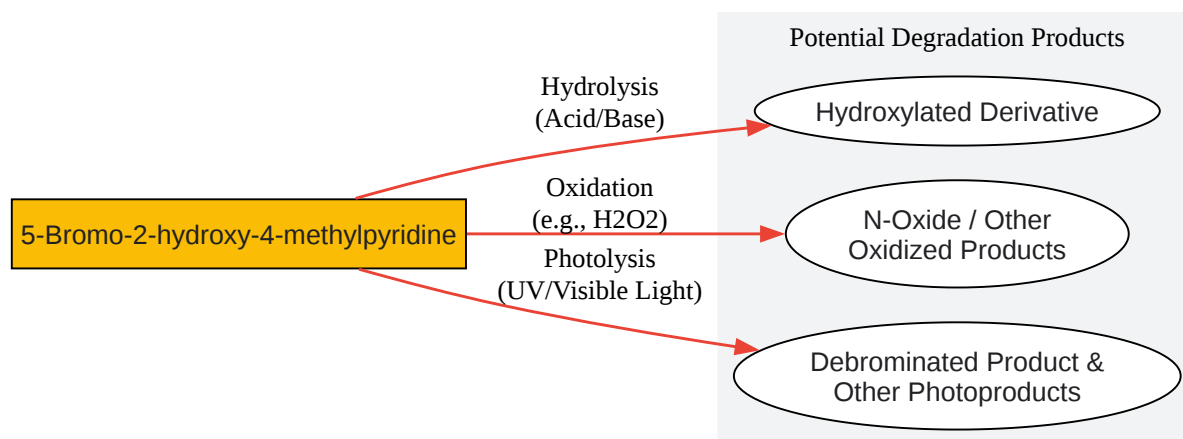 Potential Degradation Products
Hydrolysis
(Acid/Base)
Hydroxylated Derivative
5-Bromo-2-hydroxy-4-methylpyridine
Oxidation
(e.g., H2O2)
N-Oxide / Other
Oxidized Products
Photolysis
(UV/Visible Light)
Debrominated Product &
Other Photoproducts